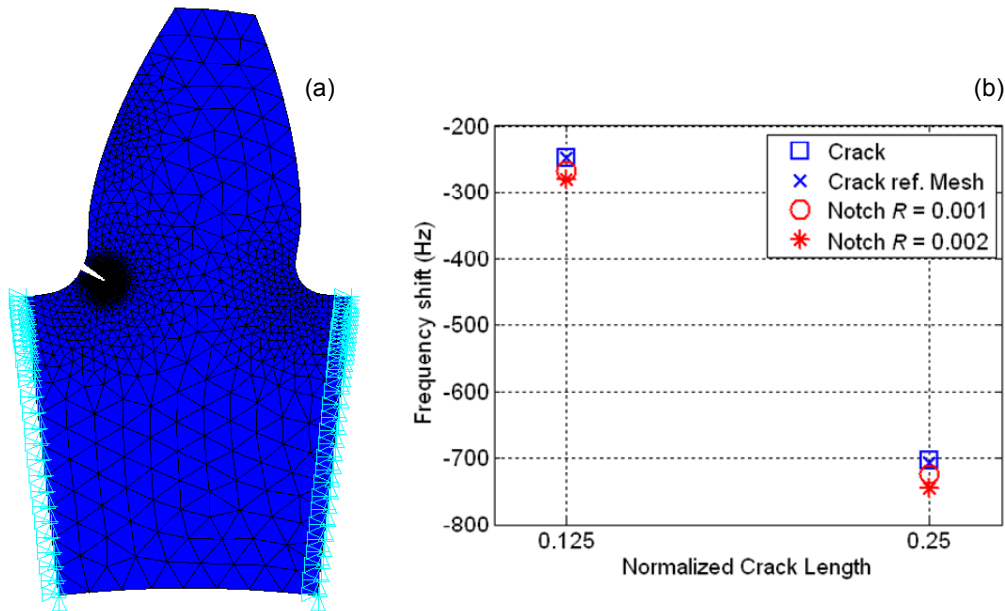 (a)
(b)
-200
-300
-400
-500
-600
-700
-800
Frequency shift (Hz)
Crack
Crack ref. Mesh
Notch R = 0.001
Notch R = 0.002
0.125
0.25
Normalized Crack Length